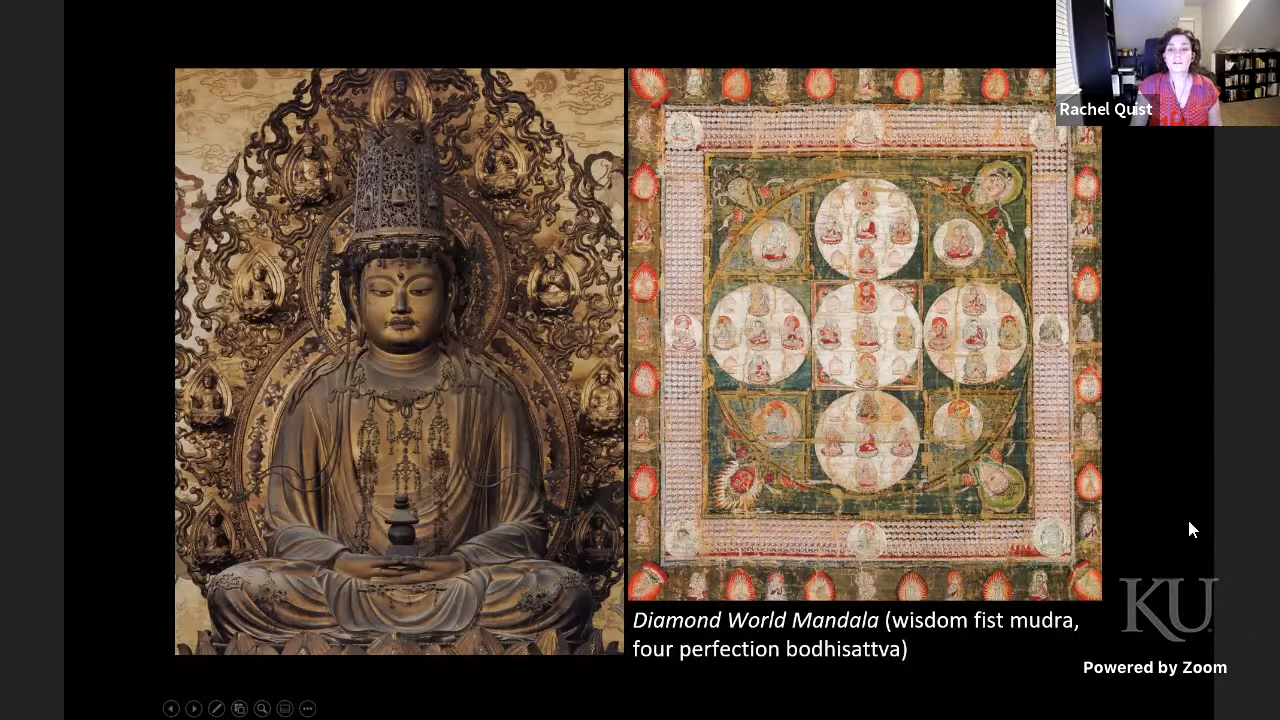 Rachel Quist
Diamond World Mandala (wisdom fist mudra,
four perfection bodhisattva)
KU
Powered by Zoom